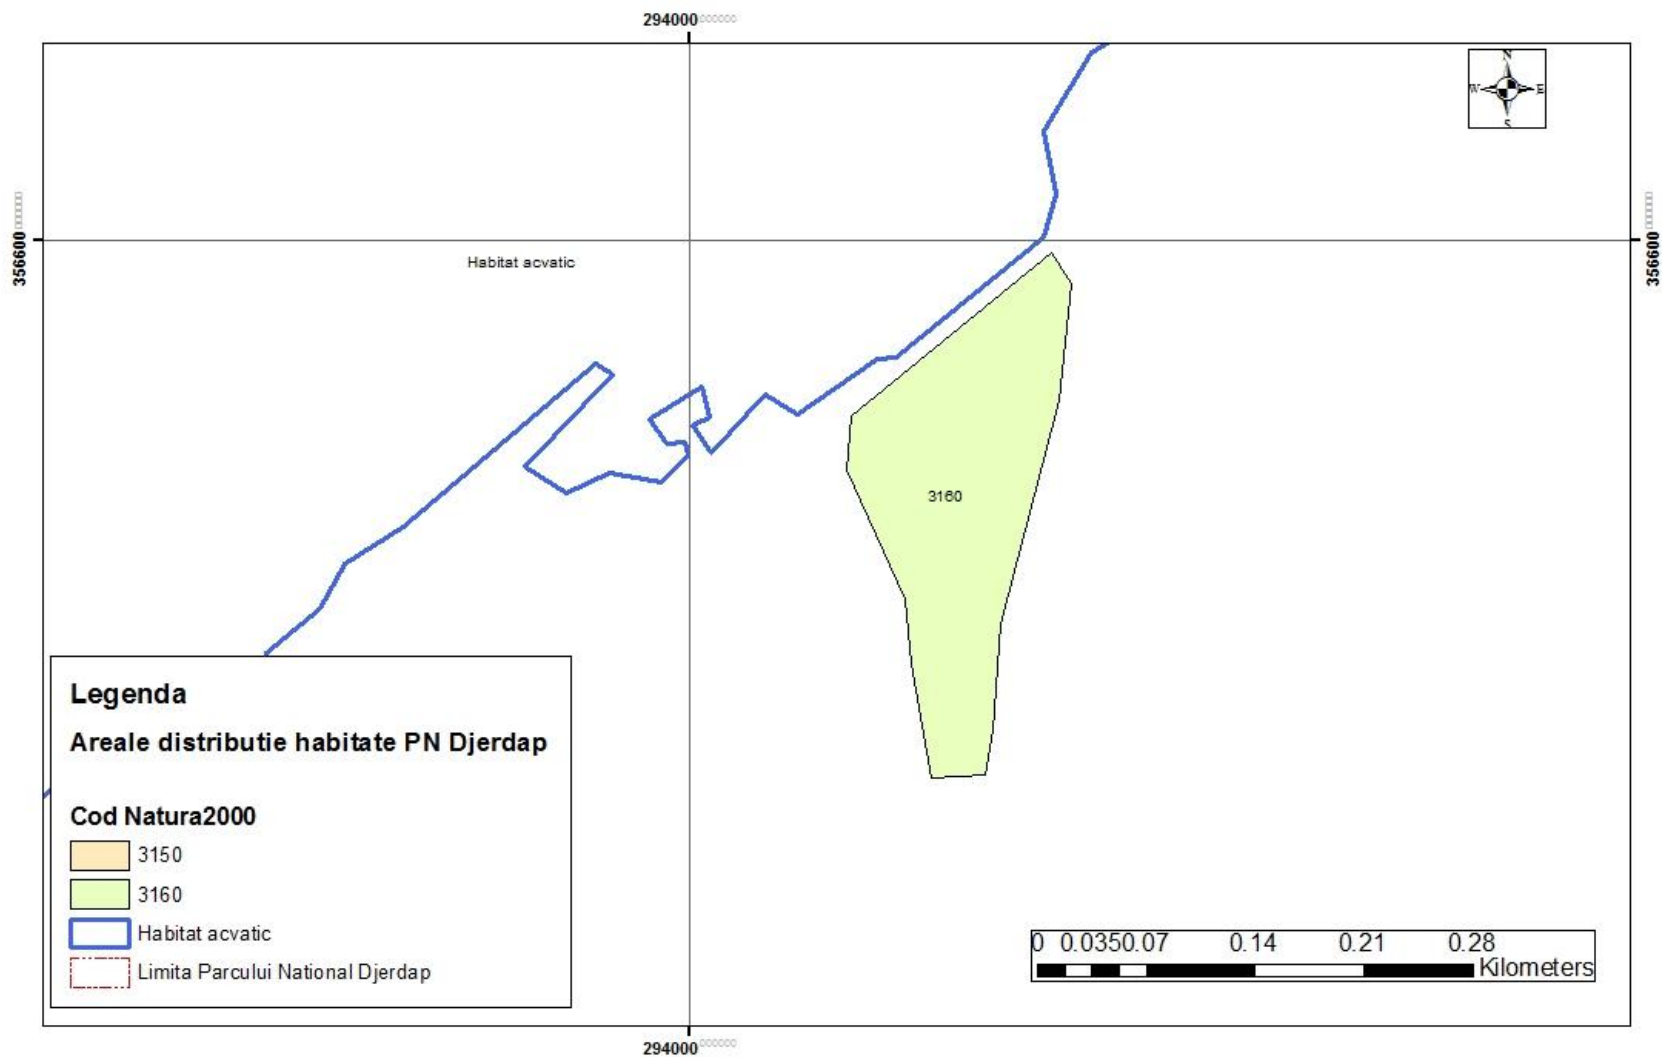 294000
N
W E
S
356600
356600
Habitat acvatic
3160
Legenda
Areale distributie habitate PN Djerdap
Cod Natura2000
3150
3160
Habitat acvatic
Limita Parcului National Djerdap
0 0.0350.07 0.14 0.21 0.28
Kilometers
294000